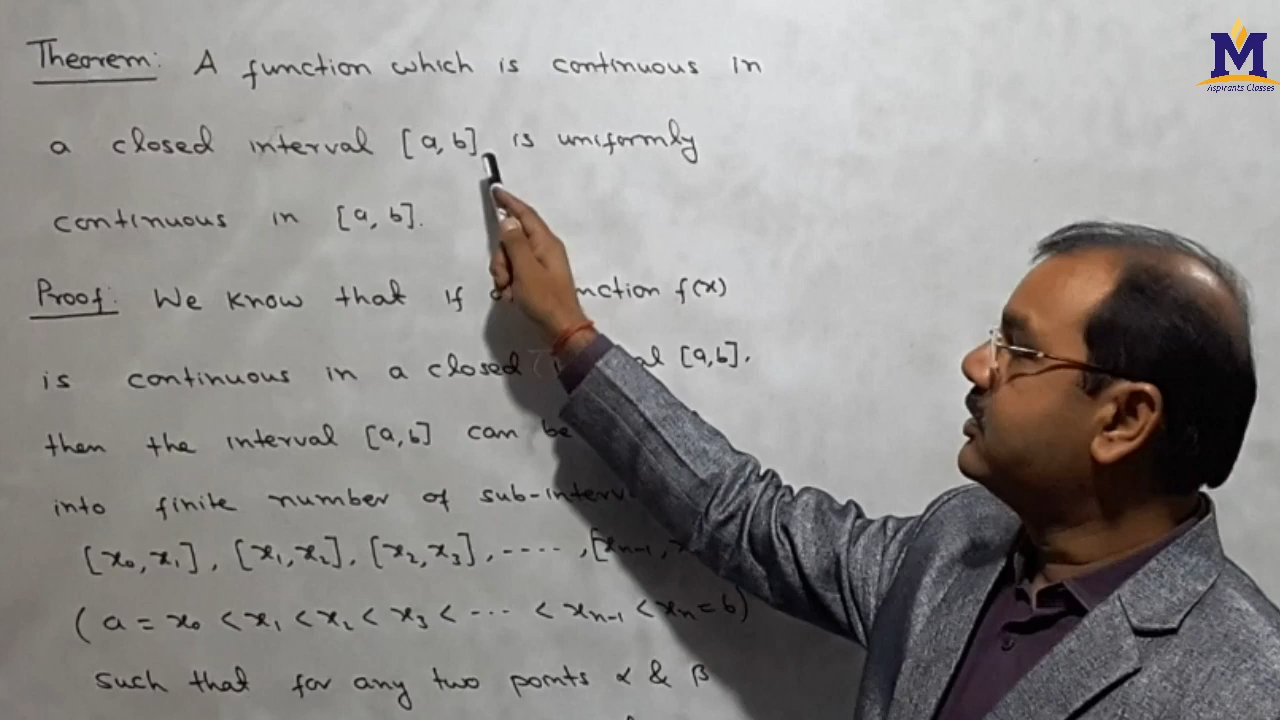 Theorem: A function which is continuous in
a closed interval [a, b] is uniformly
continuous in [a, b].
Proof: We know that if f(x)
is continuous in a closed [a, b],
then the interval [a, b] can be
into finite number of sub-interv
[x₀, x₁], [x₁, x₂], [x₂, x₃], ----, [xₙ₋₁, x
(a = x₀ < x₁ < x₂ < x₃ < --- < xₙ₋₁ < xₙ = b)
such that for any two points α & β
M
Aspirants Classes